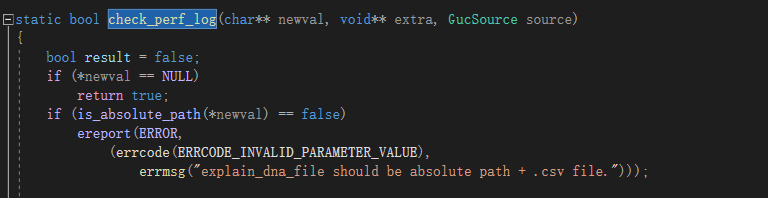 static bool check_perf_log(char** newval, void** extra, GucSource source)
{
bool result = false;
if (*newval == NULL)
return true;
if (is_absolute_path(*newval) == false)
ereport(ERROR,
(errcode(ERRCODE_INVALID_PARAMETER_VALUE),
errmsg("explain_dna_file should be absolute path + .csv file.")));